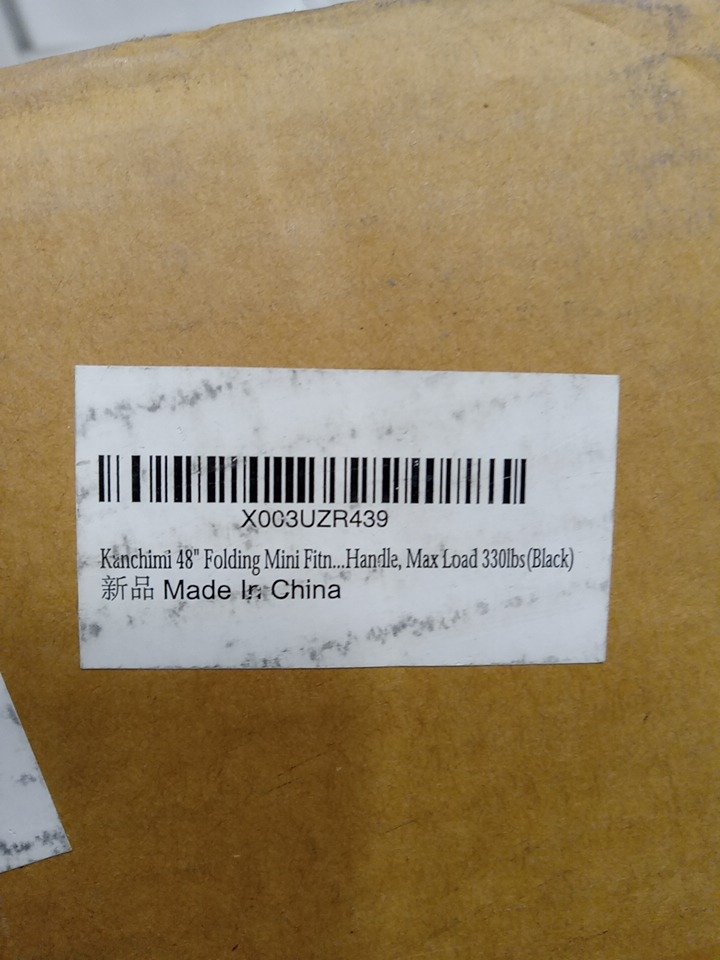 X003UZR439
Kanchimi 48" Folding Mini Fitn...Handle, Max Load 330lbs(Black)
新品 Made In China